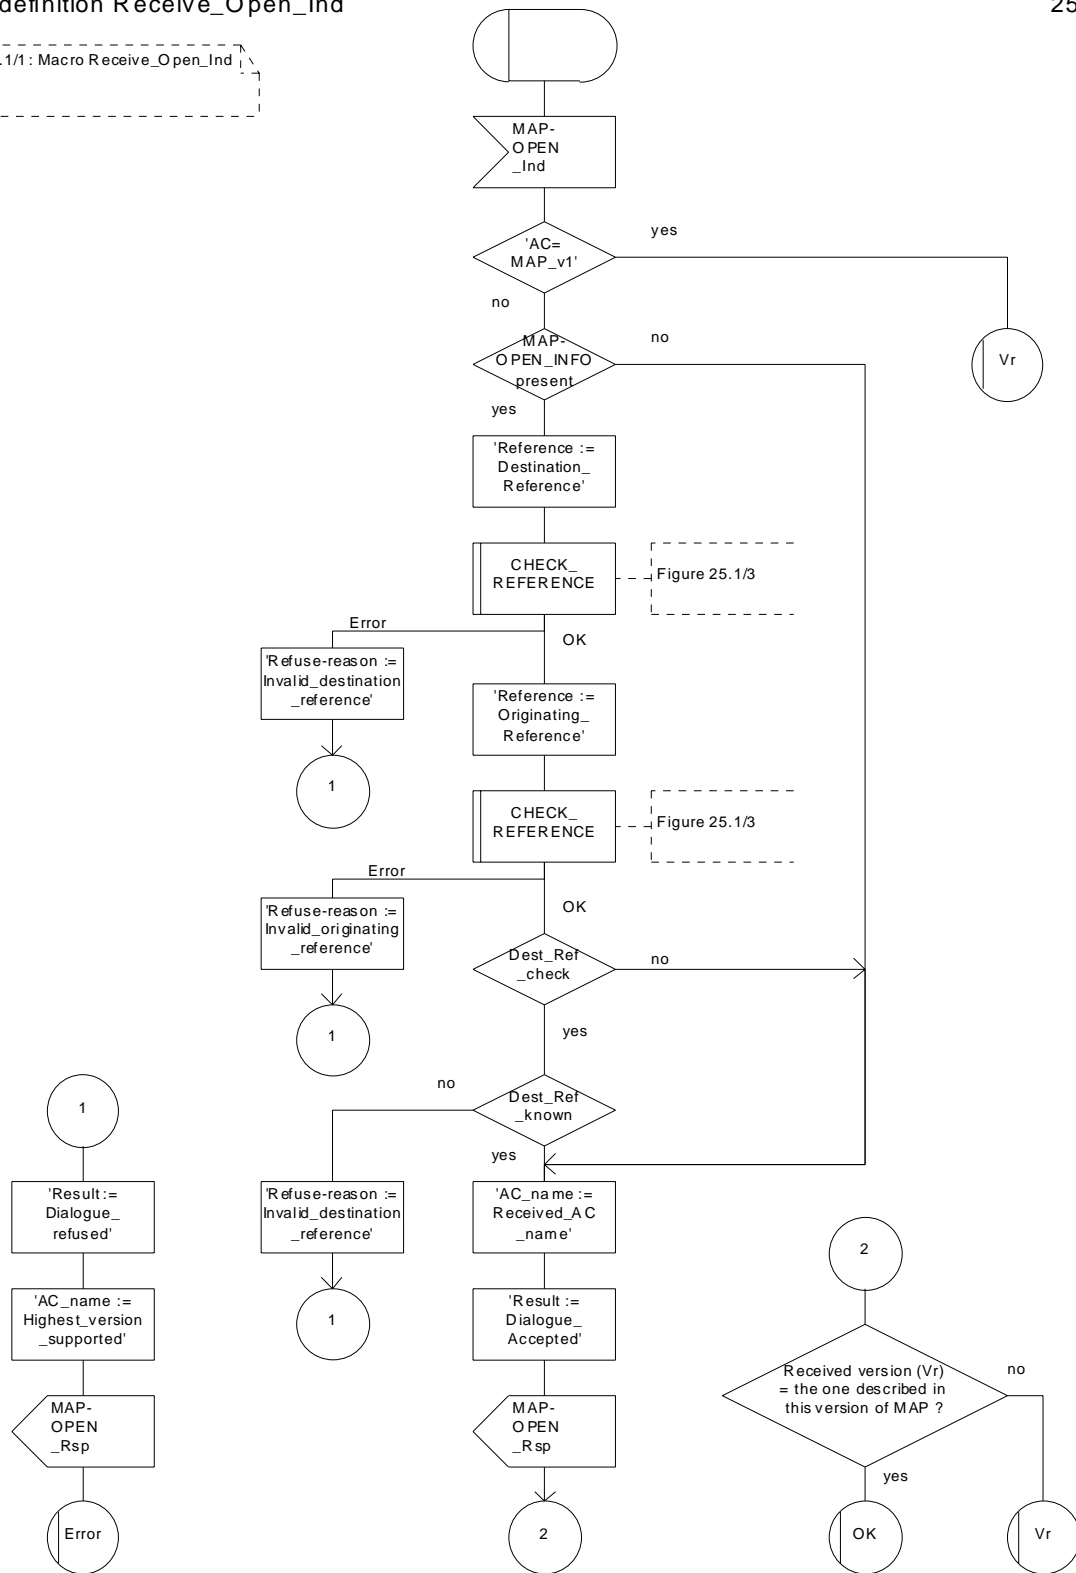 definition Receive_Open_Ind
25
.1/1: Macro Receive_Open_Ind
MAP-
OPEN
_Ind
'AC=
MAP_v1'
yes
no
MAP-
OPEN_INFO
present
no
Vr
yes
'Reference :=
Destination_
Reference'
CHECK_
REFERENCE
Figure 25.1/3
Error
OK
'Refuse-reason :=
Invalid_destination
_reference'
'Reference :=
Originating_
Reference'
1
CHECK_
REFERENCE
Figure 25.1/3
Error
'Refuse-reason :=
Invalid_originating
_reference'
OK
Dest_Ref
_check
no
1
yes
no
Dest_Ref
_known
1
yes
'Result:=
Dialogue_
refused'
'Refuse-reason :=
Invalid_destination
_reference'
'AC_name :=
Received_AC
_name'
2
'AC_name :=
Highest_version
_supported'
1
'Result :=
Dialogue_
Accepted'
Received version (Vr)
= the one described in
this version of MAP ?
no
MAP-
OPEN
_Rsp
MAP-
OPEN
_Rsp
yes
Error
2
OK
Vr